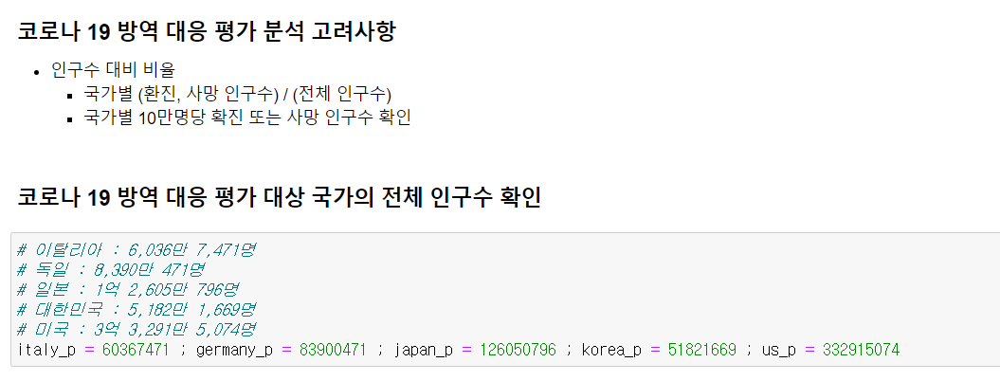 코로나 19 방역 대응 평가 분석 고려사항
인구수 대비 비율
국가별 (환진, 사망 인구수) / (전체 인구수)
국가별 10만명당 확진 또는 사망 인구수 확인
코로나 19 방역 대응 평가 대상 국가의 전체 인구수 확인
# 이탈리아 : 6,036만 7,471명
# 독일 : 8,390만 471명
# 일본 : 1억 2,605만 796명
# 대한민국 : 5,182만 1,669명
# 미국 : 3억 3,291만 5,074명
italy_p = 60367471 ; germany_p = 83900471 ; japan_p = 126050796 ; korea_p = 51821669 ; us_p = 332915074